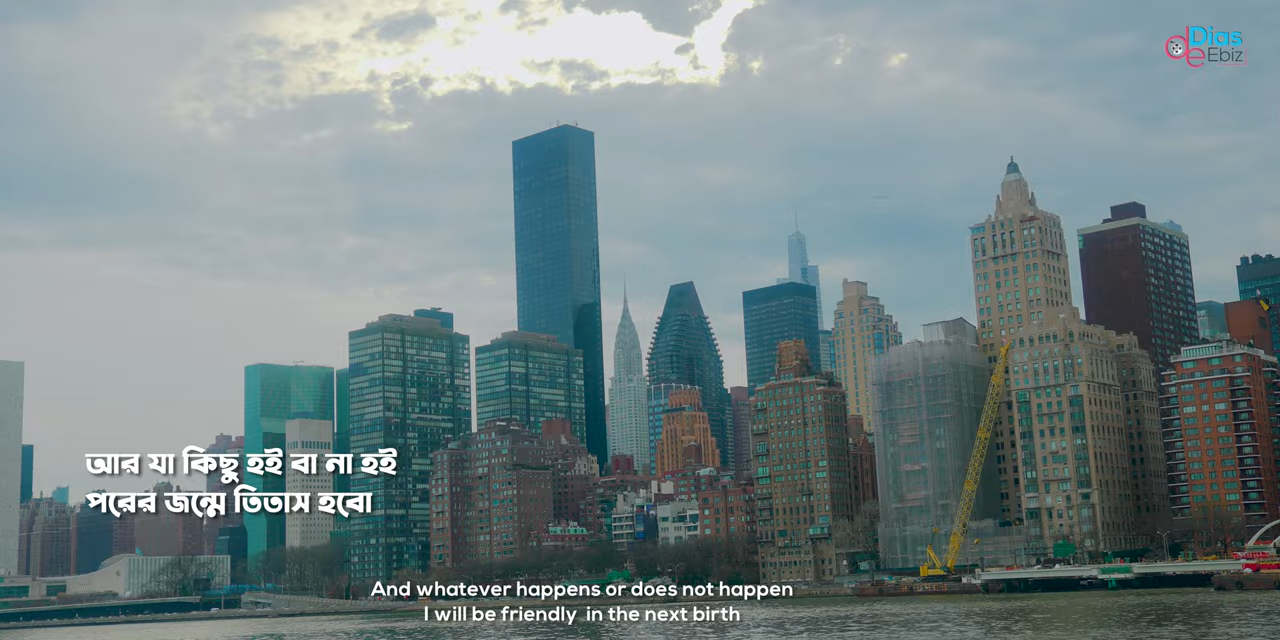 Dias
Ebiz
আর যা কিছু হই বা না হই
পরের জন্মে তিতাস হবো
And whatever happens or does not happen
I will be friendly in the next birth